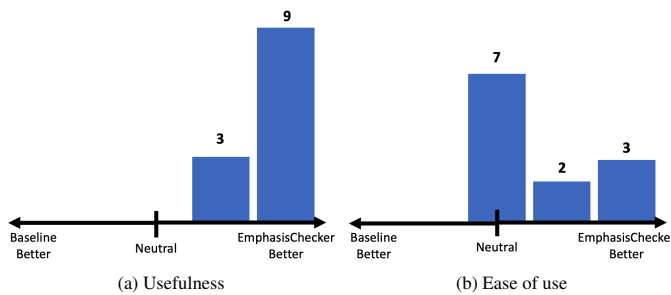 9
3
Baseline
Better
Neutral
EmphasisChecker
Better
(a) Usefulness
7
2
3
Baseline
Better
Neutral
EmphasisChecke
Better
(b) Ease of use